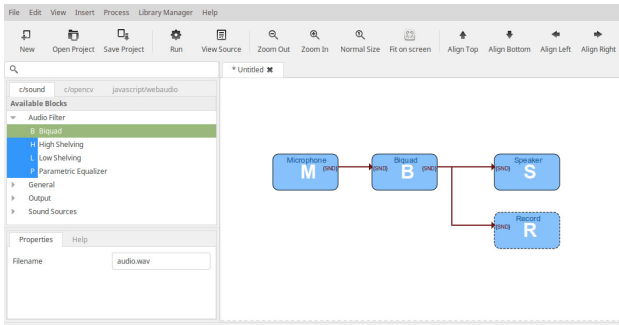 File Edit View Insert Process Library Manager Help
New Open Project Save Project Run View Source Zoom Out Zoom In Normal Size Fit on screen Align Top Align Bottom Align Left Align Right
* Untitled ✖
c/sound c/opencv javascript/webaudio
Available Blocks
Audio Filter
B Biquad
H High Shelving
L Low Shelving
P Parametric Equalizer
General
Output
Sound Sources
Microphone
M
(SND)
Biquad
(SND) B (SND)
Speaker
(SND) S
Record
(SND) R
Properties Help
Filename audio.wav